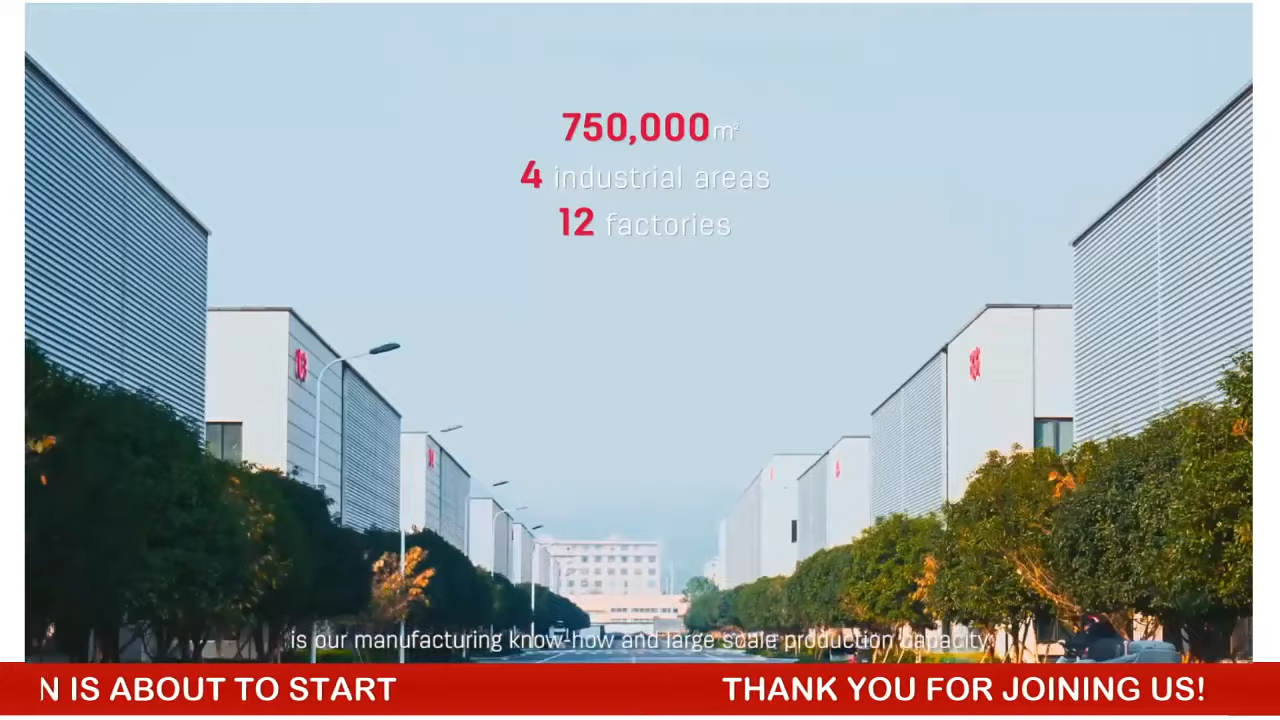 750,000m²
4 industrial areas
12 factories
is our manufacturing know-how and large scale production capacity.
N IS ABOUT TO START
THANK YOU FOR JOINING US!